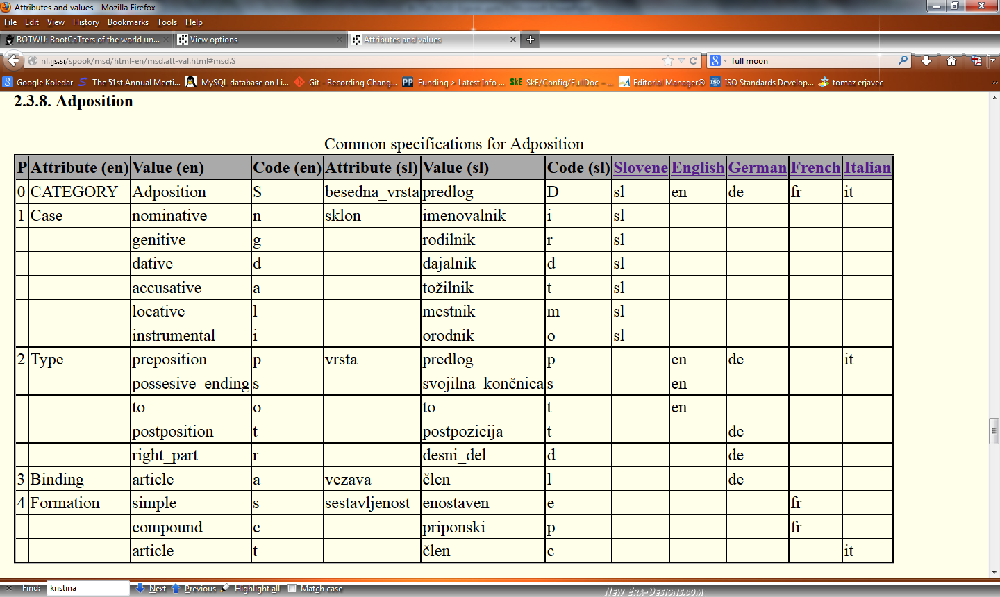 Attributes and values - Mozilla Firefox
File Edit View History Bookmarks Tools Help
BOTWU: BootCaTters of the world un... View options Attributes and values
nl.ijs.si/spook/msd/html-en/msd.att-val.html#msd.S full moon
Google Koledar The 51st Annual Meeti... MySQL database on Li... Git - Recording Chang... Funding > Latest Info ... SkE/Config/FullDoc – ... Editorial Manager® ISO Standards Develop... tomaz erjavec
2.3.8. Adposition
Common specifications for Adposition
P Attribute (en) Value (en) Code (en) Attribute (sl) Value (sl) Code (sl) Slovene English German French Italian
0 CATEGORY Adposition S besedna_vrsta predlog D sl en de fr it
1 Case nominative n sklon imenovalnik i sl
genitive g rodilnik r sl
dative d dajalnik d sl
accusative a tožilnik t sl
locative l mestnik m sl
instrumental i orodnik o sl
2 Type preposition p vrsta predlog p en de it
possesive_ending s svojilna_končnica s en
to o to t en
postposition t postpozicija t de
right_part r desni_del d de
3 Binding article a vezava člen l de
4 Formation simple s sestavljenost enostaven e fr
compound c priponski p fr
article t člen c it
Find: kristina Next Previous Highlight all Match case
New Era-Designs.com